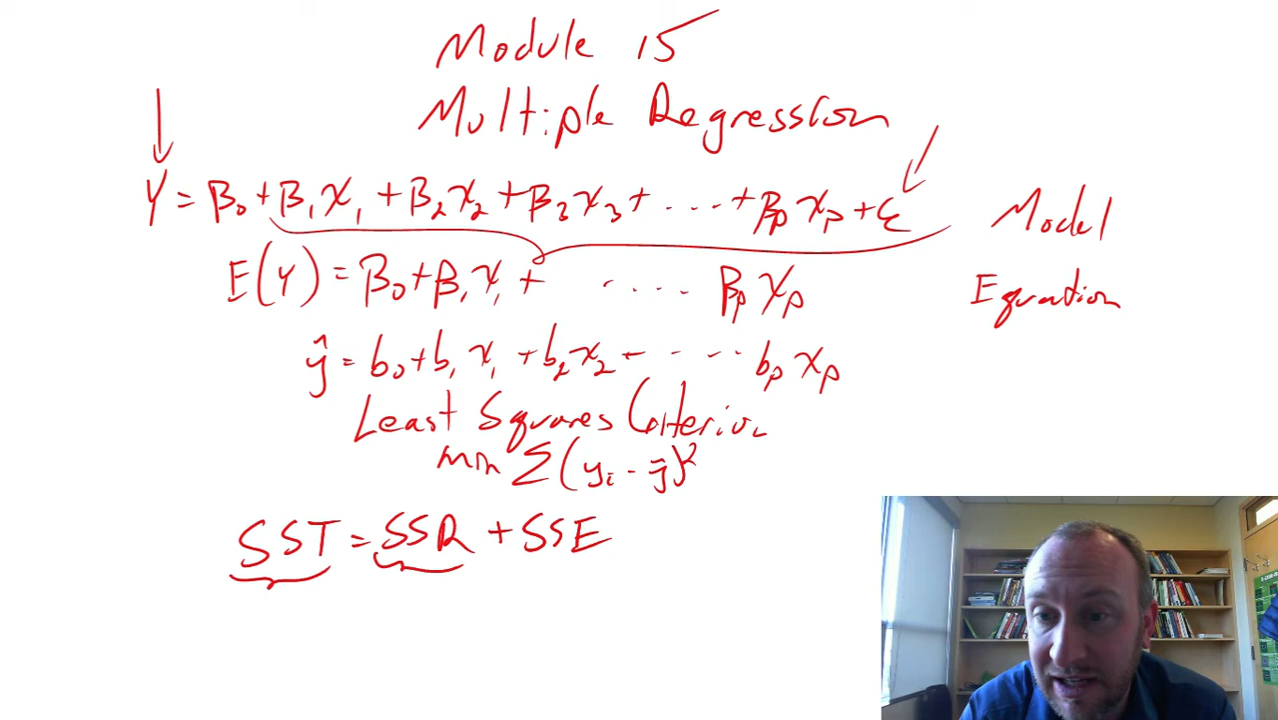 Module 15
Multiple Regression
Y = β₀ + β₁x₁ + β₂x₂ + β₃x₃ + ... + βₚxₚ + ε
Model
Equation
E(Y) = β₀ + β₁x₁ + .... βₚxₚ
ŷ = b₀ + b₁x₁ + b₂x₂ + .... bₚxₚ
Least Squares Criterion
min Σ(yᵢ - ȳ)²
SST = SSR + SSE